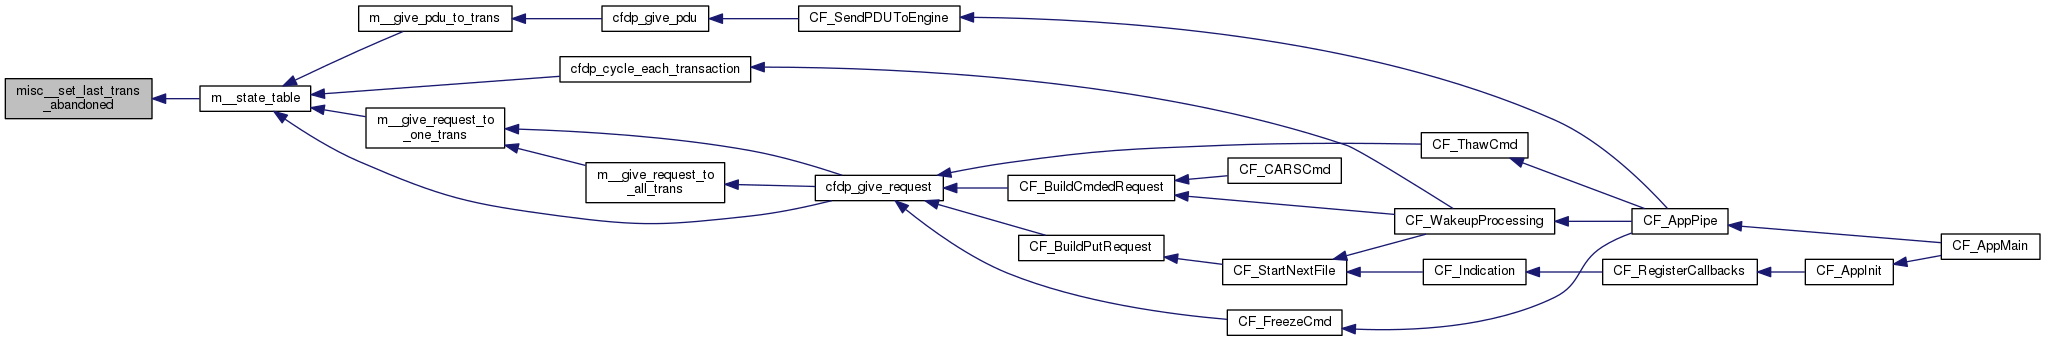 misc__set_last_trans
_abandoned
m__state_table
m__give_pdu_to_trans
cfdp_give_pdu
CF_SendPDUToEngine
cfdp_cycle_each_transaction
m__give_request_to
_one_trans
m__give_request_to
_all_trans
cfdp_give_request
CF_ThawCmd
CF_BuildCmdedRequest
CF_CARSCmd
CF_WakeupProcessing
CF_AppPipe
CF_BuildPutRequest
CF_StartNextFile
CF_Indication
CF_RegisterCallbacks
CF_AppInit
CF_AppMain
CF_FreezeCmd